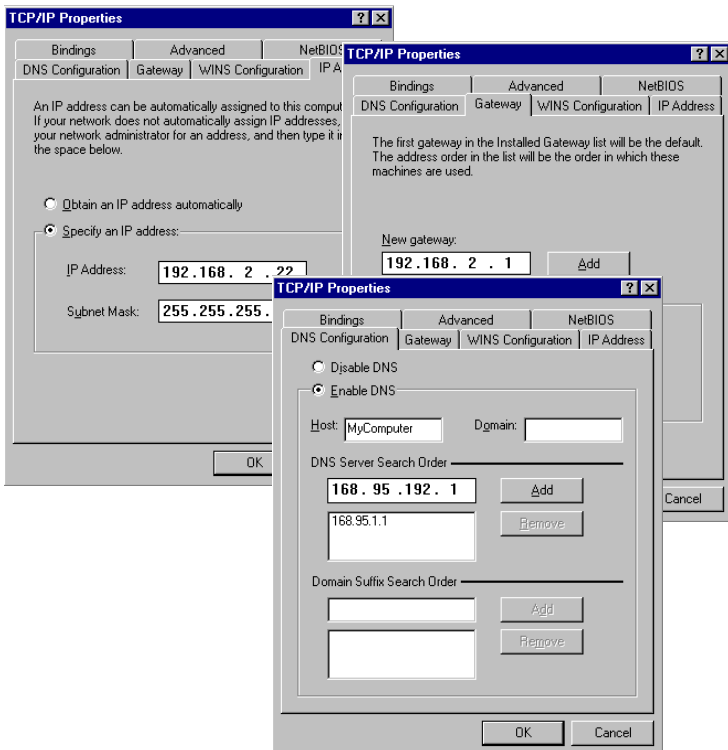 TCP/IP Properties
Bindings
Advanced
NetBIOS
DNS Configuration
Gateway
WINS Configuration
An IP address can be automatically assigned to this
If your network does not automatically assign IP addresses,
your network administrator for an address, and then type it
the space below.
Obtain an IP address automatically
Specify an IP address:
IP Address:
192.168. 2 .22
Subnet Mask:
255.255.255.
OK
TCP/IP Properties
Bindings
Advanced
NetBIOS
DNS Configuration
Gateway
WINS Configuration
IP Address
The first gateway in the Installed Gateway list will be the default.
The address order in the list will be the order in which these
machines are used.
New gateway:
192.168. 2 . 1
Add
Cancel
TCP/IP Properties
Bindings
Advanced
NetBIOS
DNS Configuration
Gateway
WINS Configuration
IP Address
Disable DNS
Enable DNS
Host:
MyComputer
Domain:
DNS Server Search Order
168. 95 .192. 1
Add
168.95.1.1
Remove
Domain Suffix Search Order
Add
Remove
OK
Cancel